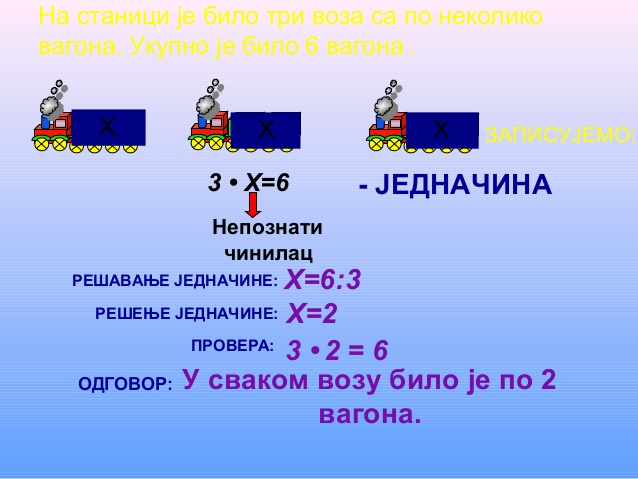 На станици је било три воза са по неколико
вагона. Укупно је било 6 вагона .
X X X ЗАПИСУЈЕМО:
3 • X=6 - ЈЕДНАЧИНА
Непознати
чинилац
РЕШАВАЊЕ ЈЕДНАЧИНЕ: X=6:3
РЕШЕЊЕ ЈЕДНАЧИНЕ: X=2
ПРОВЕРА: 3 • 2 = 6
ОДГОВОР: У сваком возу било је по 2
вагона.